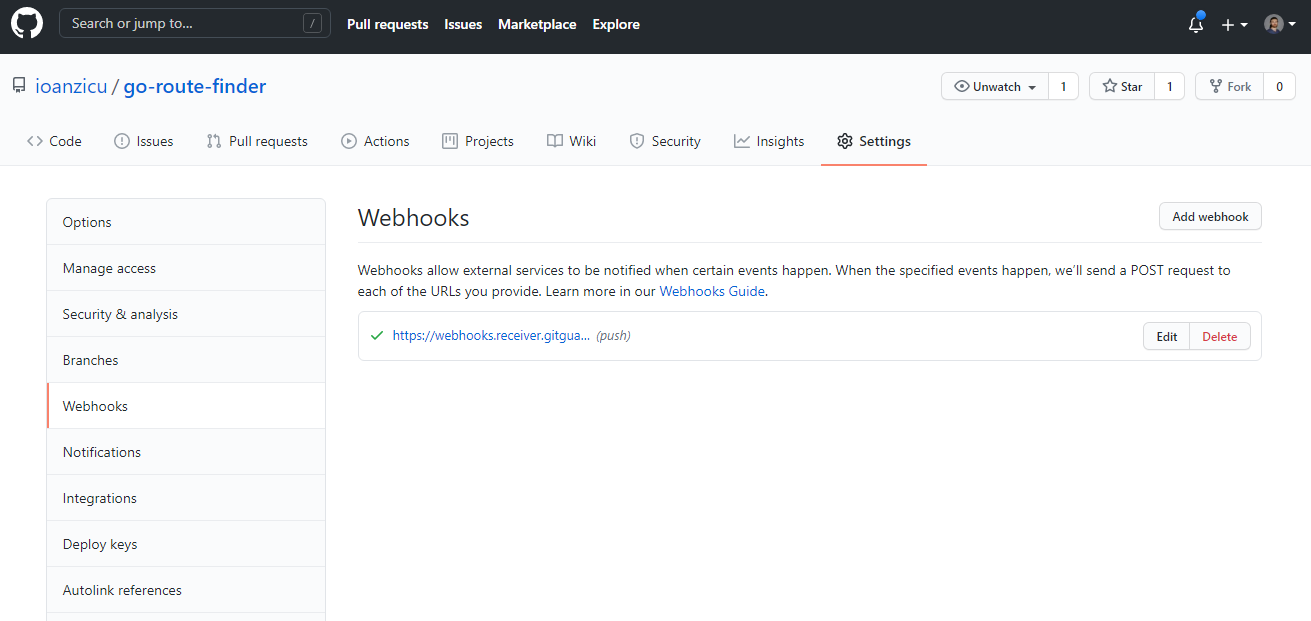 Search or jump to... /
Pull requests Issues Marketplace Explore
ioanzicu / go-route-finder
Unwatch 1 Star 1 Fork 0
Code Issues Pull requests Actions Projects Wiki Security Insights Settings
Options
Manage access
Security & analysis
Branches
Webhooks
Notifications
Integrations
Deploy keys
Autolink references
Webhooks
Add webhook
Webhooks allow external services to be notified when certain events happen. When the specified events happen, we'll send a POST request to
each of the URLs you provide. Learn more in our Webhooks Guide.
https://webhooks.receiver.gitgua... (push)
Edit Delete